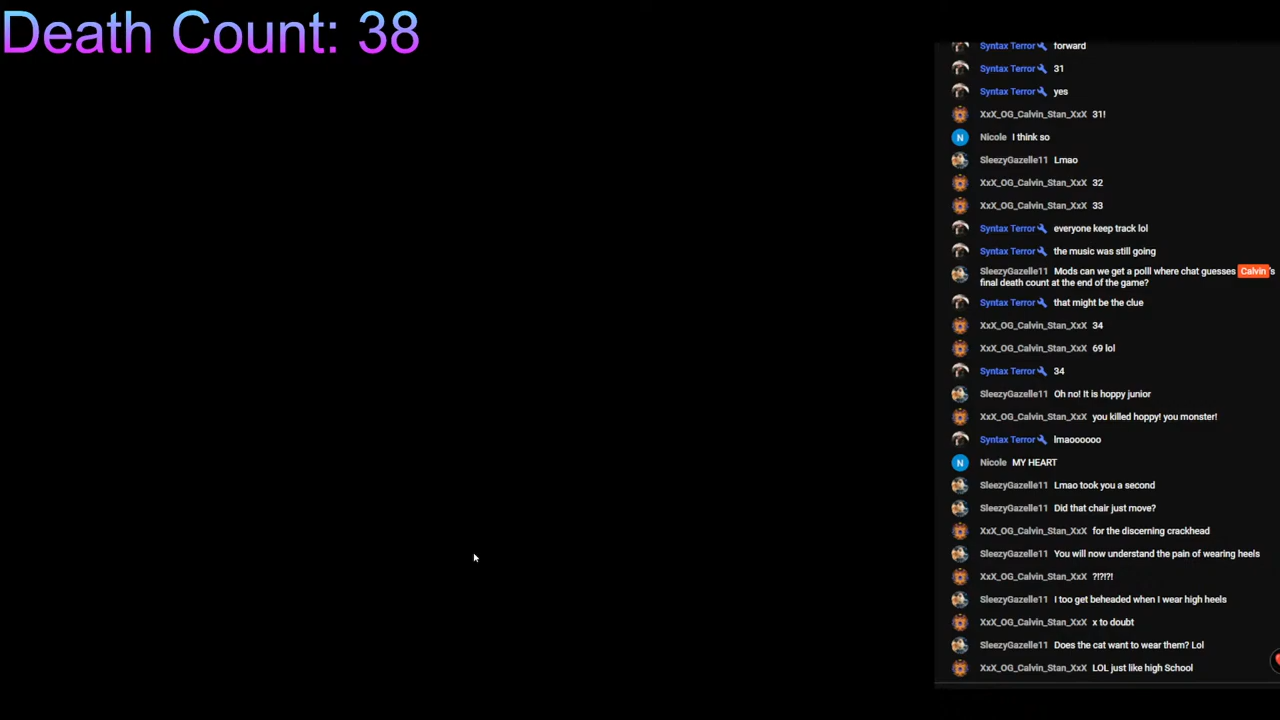 Death Count: 38
Syntax Terror forward
Syntax Terror 31
Syntax Terror yes
XxX_OG_Calvin_Stan_XxX 31!
N Nicole I think so
SleezyGazelle11 Lmao
XxX_OG_Calvin_Stan_XxX 32
XxX_OG_Calvin_Stan_XxX 33
Syntax Terror everyone keep track lol
Syntax Terror the music was still going
SleezyGazelle11 Mods can we get a polll where chat guesses Calvin's
final death count at the end of the game?
Syntax Terror that might be the clue
XxX_OG_Calvin_Stan_XxX 34
XxX_OG_Calvin_Stan_XxX 69 lol
Syntax Terror 34
SleezyGazelle11 Oh no! It is hoppy junior
XxX_OG_Calvin_Stan_XxX you killed hoppy! you monster!
Syntax Terror lmaoooooo
N Nicole MY HEART
SleezyGazelle11 Lmao took you a second
SleezyGazelle11 Did that chair just move?
XxX_OG_Calvin_Stan_XxX for the discerning crackhead
SleezyGazelle11 You will now understand the pain of wearing heels
XxX_OG_Calvin_Stan_XxX ?!?!?!
SleezyGazelle11 I too get beheaded when I wear high heels
XxX_OG_Calvin_Stan_XxX x to doubt
SleezyGazelle11 Does the cat want to wear them? Lol
XxX_OG_Calvin_Stan_XxX LOL just like high School